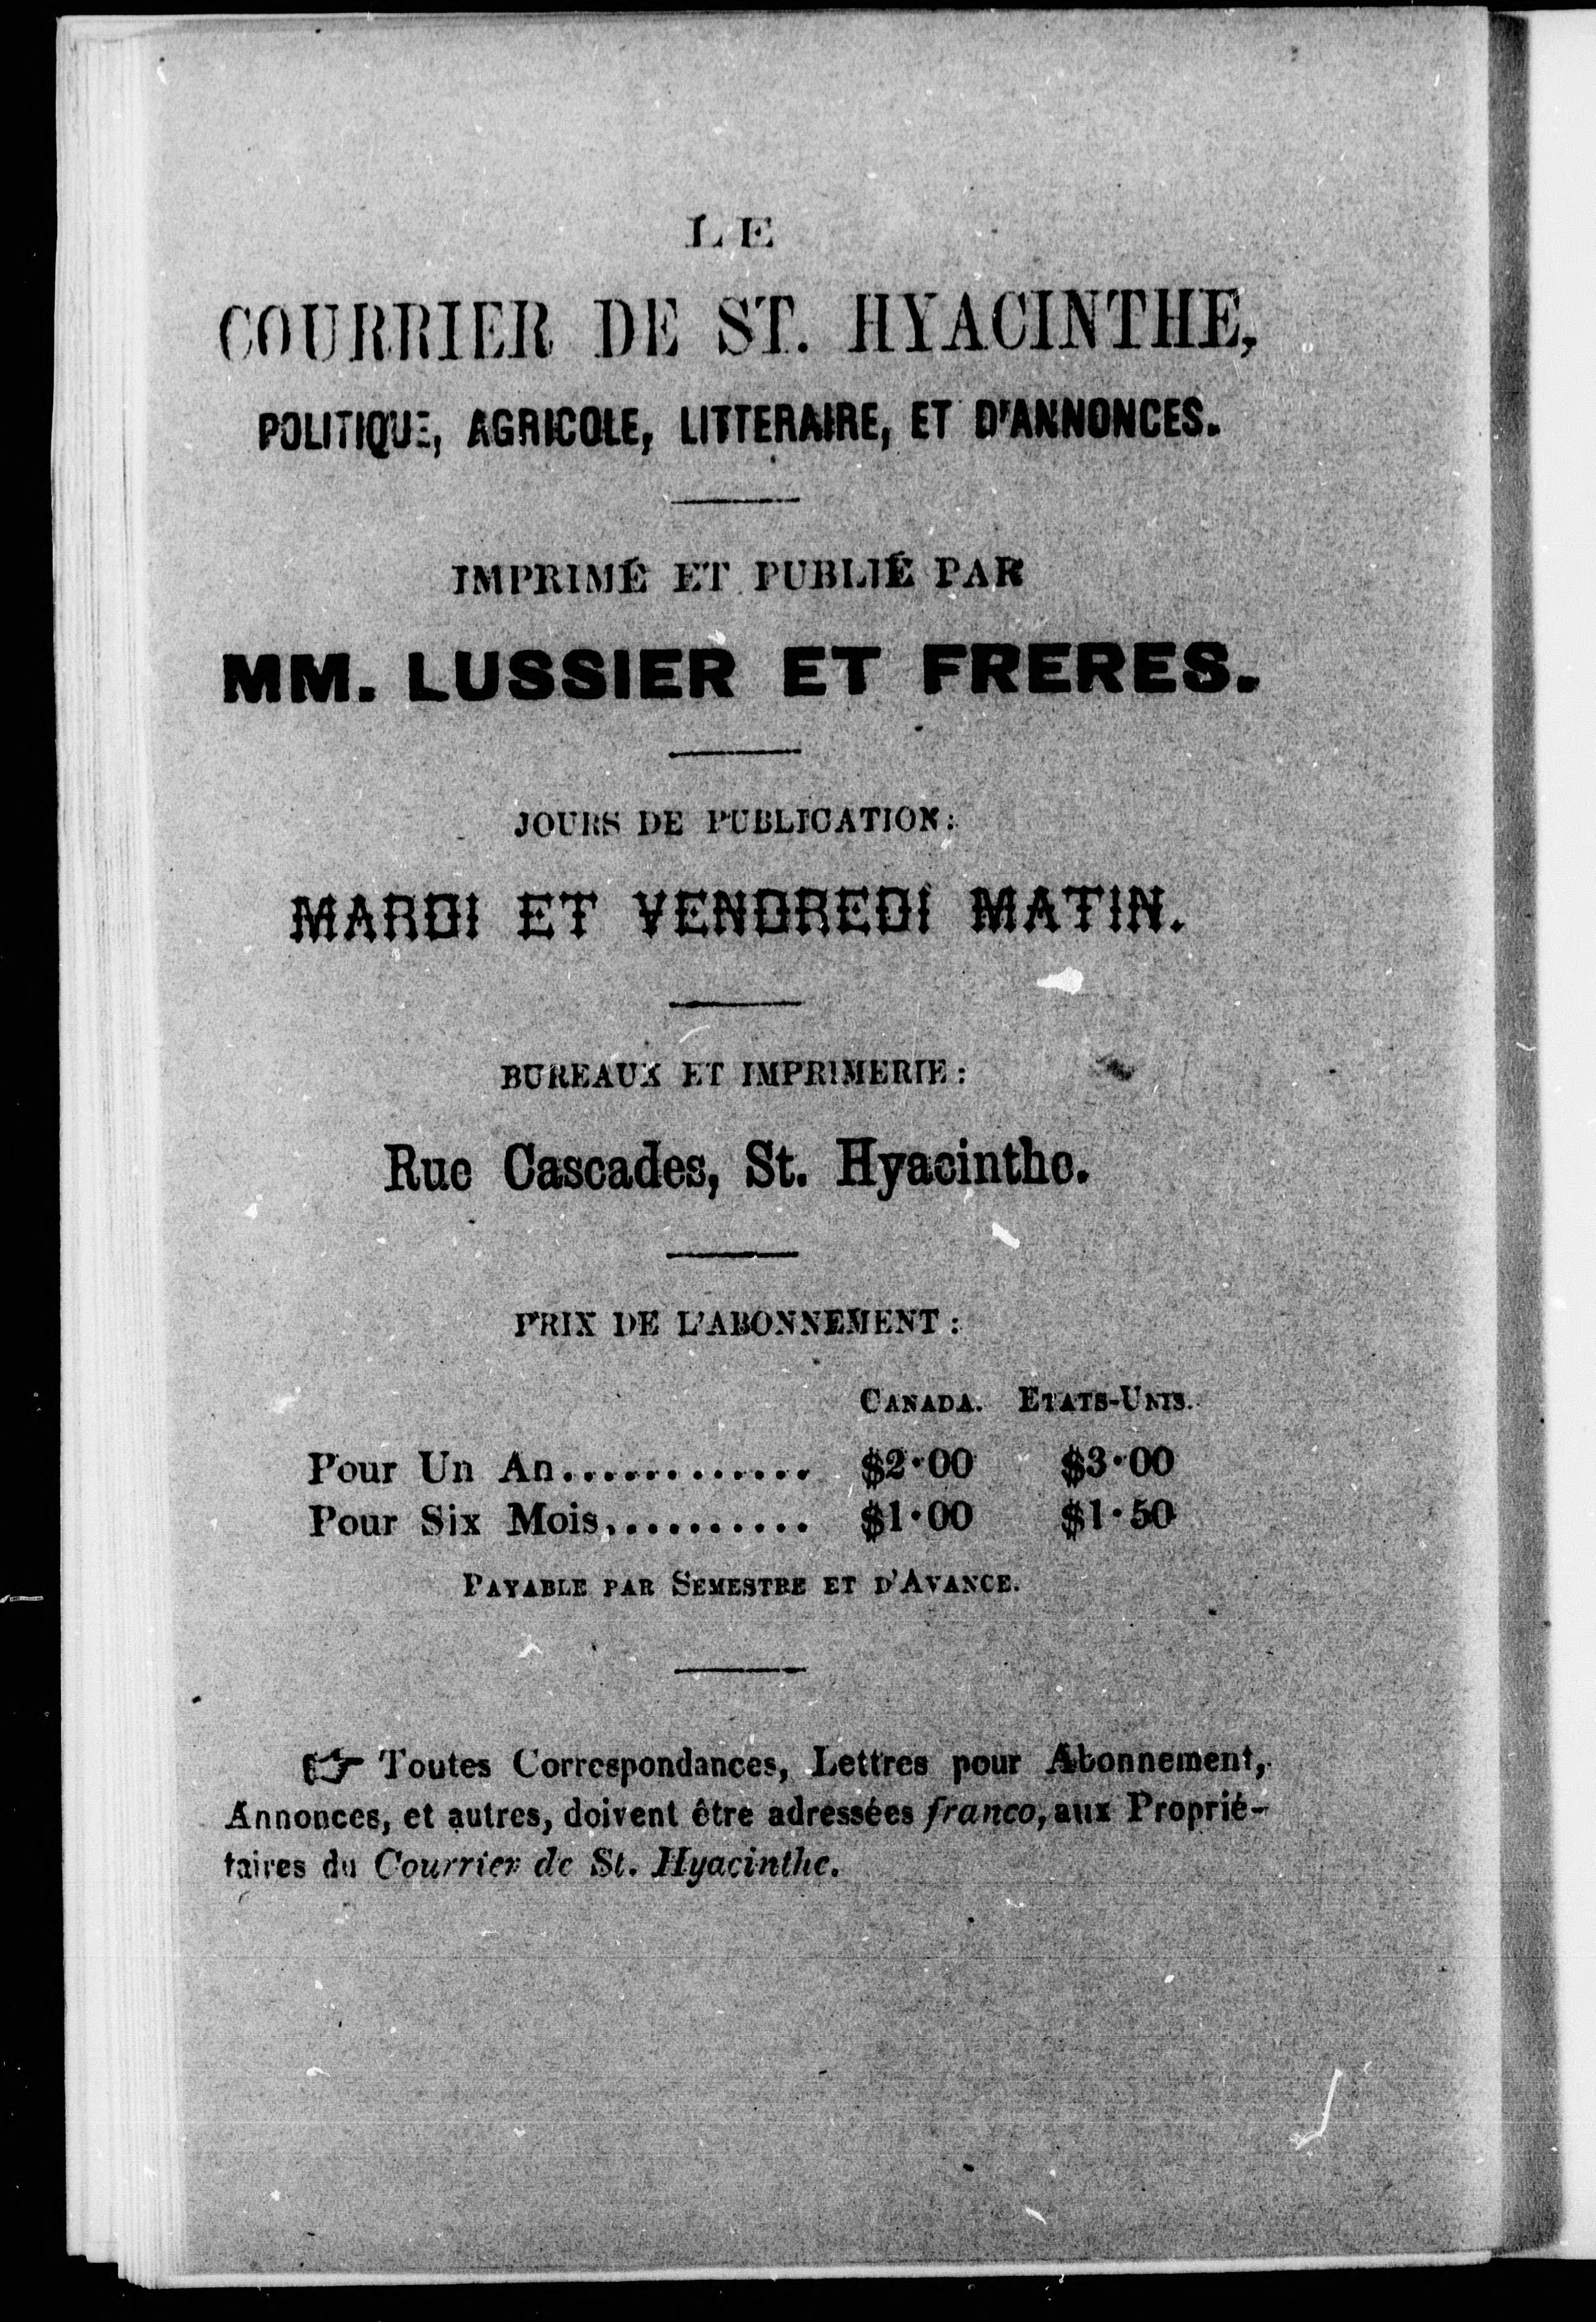 LE
COURRIER DE ST. HYACINTHE,
POLITIQUE, AGRICOLE, LITTERAIRE, ET D'ANNONCES.
IMPRIMÉ ET PUBLIÉ PAR
MM. LUSSIER ET FRERES.
JOURS DE PUBLICATION:
MARDI ET VENDREDI MATIN.
BUREAUX ET IMPRIMERIE:
Rue Cascades, St. Hyacinthe.
PRIX DE L'ABONNEMENT:
CANADA. ETATS-UNIS.
Pour Un An............ $2·00 $3·00
Pour Six Mois.......... $1·00 $1·50
PAYABLE PAR SEMESTRE ET D'AVANCE.
☞ Toutes Correspondances, Lettres pour Abonnement,
Annonces, et autres, doivent être adressées franco, aux Proprié-
taires du Courrier de St. Hyacinthe.